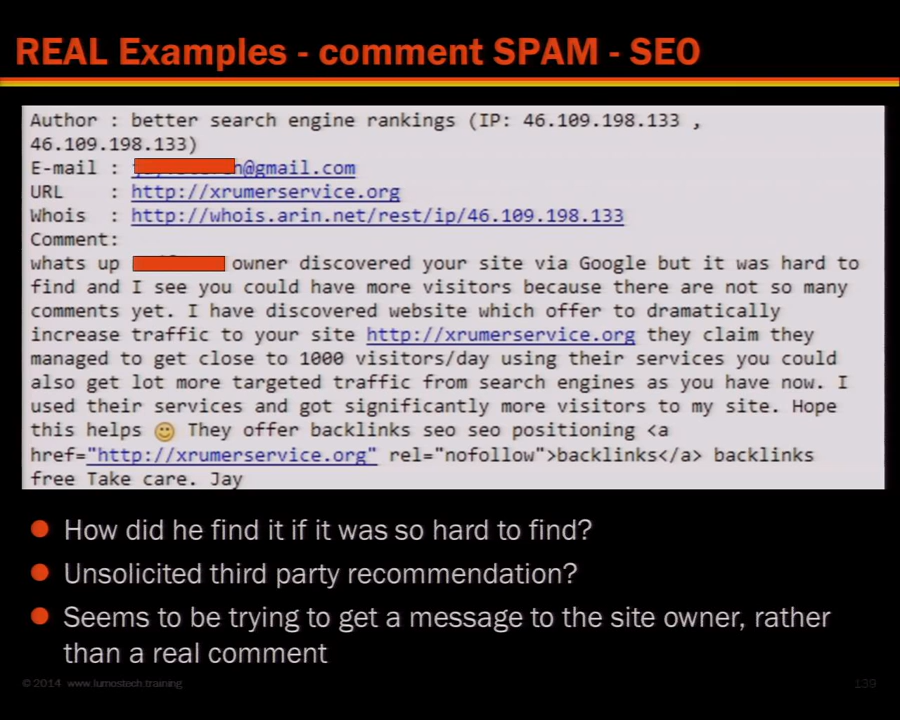 REAL Examples - comment SPAM - SEO
Author : better search engine rankings (IP: 46.109.198.133 ,
46.109.198.133)
E-mail : n@gmail.com
URL : http://xrumerservice.org
Whois : http://whois.arin.net/rest/ip/46.109.198.133
Comment:
whats up owner discovered your site via Google but it was hard to
find and I see you could have more visitors because there are not so many
comments yet. I have discovered website which offer to dramatically
increase traffic to your site http://xrumerservice.org they claim they
managed to get close to 1000 visitors/day using their services you could
also get lot more targeted traffic from search engines as you have now. I
used their services and got significantly more visitors to my site. Hope
this helps 🙂 They offer backlinks seo seo positioning <a
href="http://xrumerservice.org" rel="nofollow">backlinks</a> backlinks
free Take care. Jay
How did he find it if it was so hard to find?
Unsolicited third party recommendation?
Seems to be trying to get a message to the site owner, rather
than a real comment
© 2014 www.lumostech.training
139